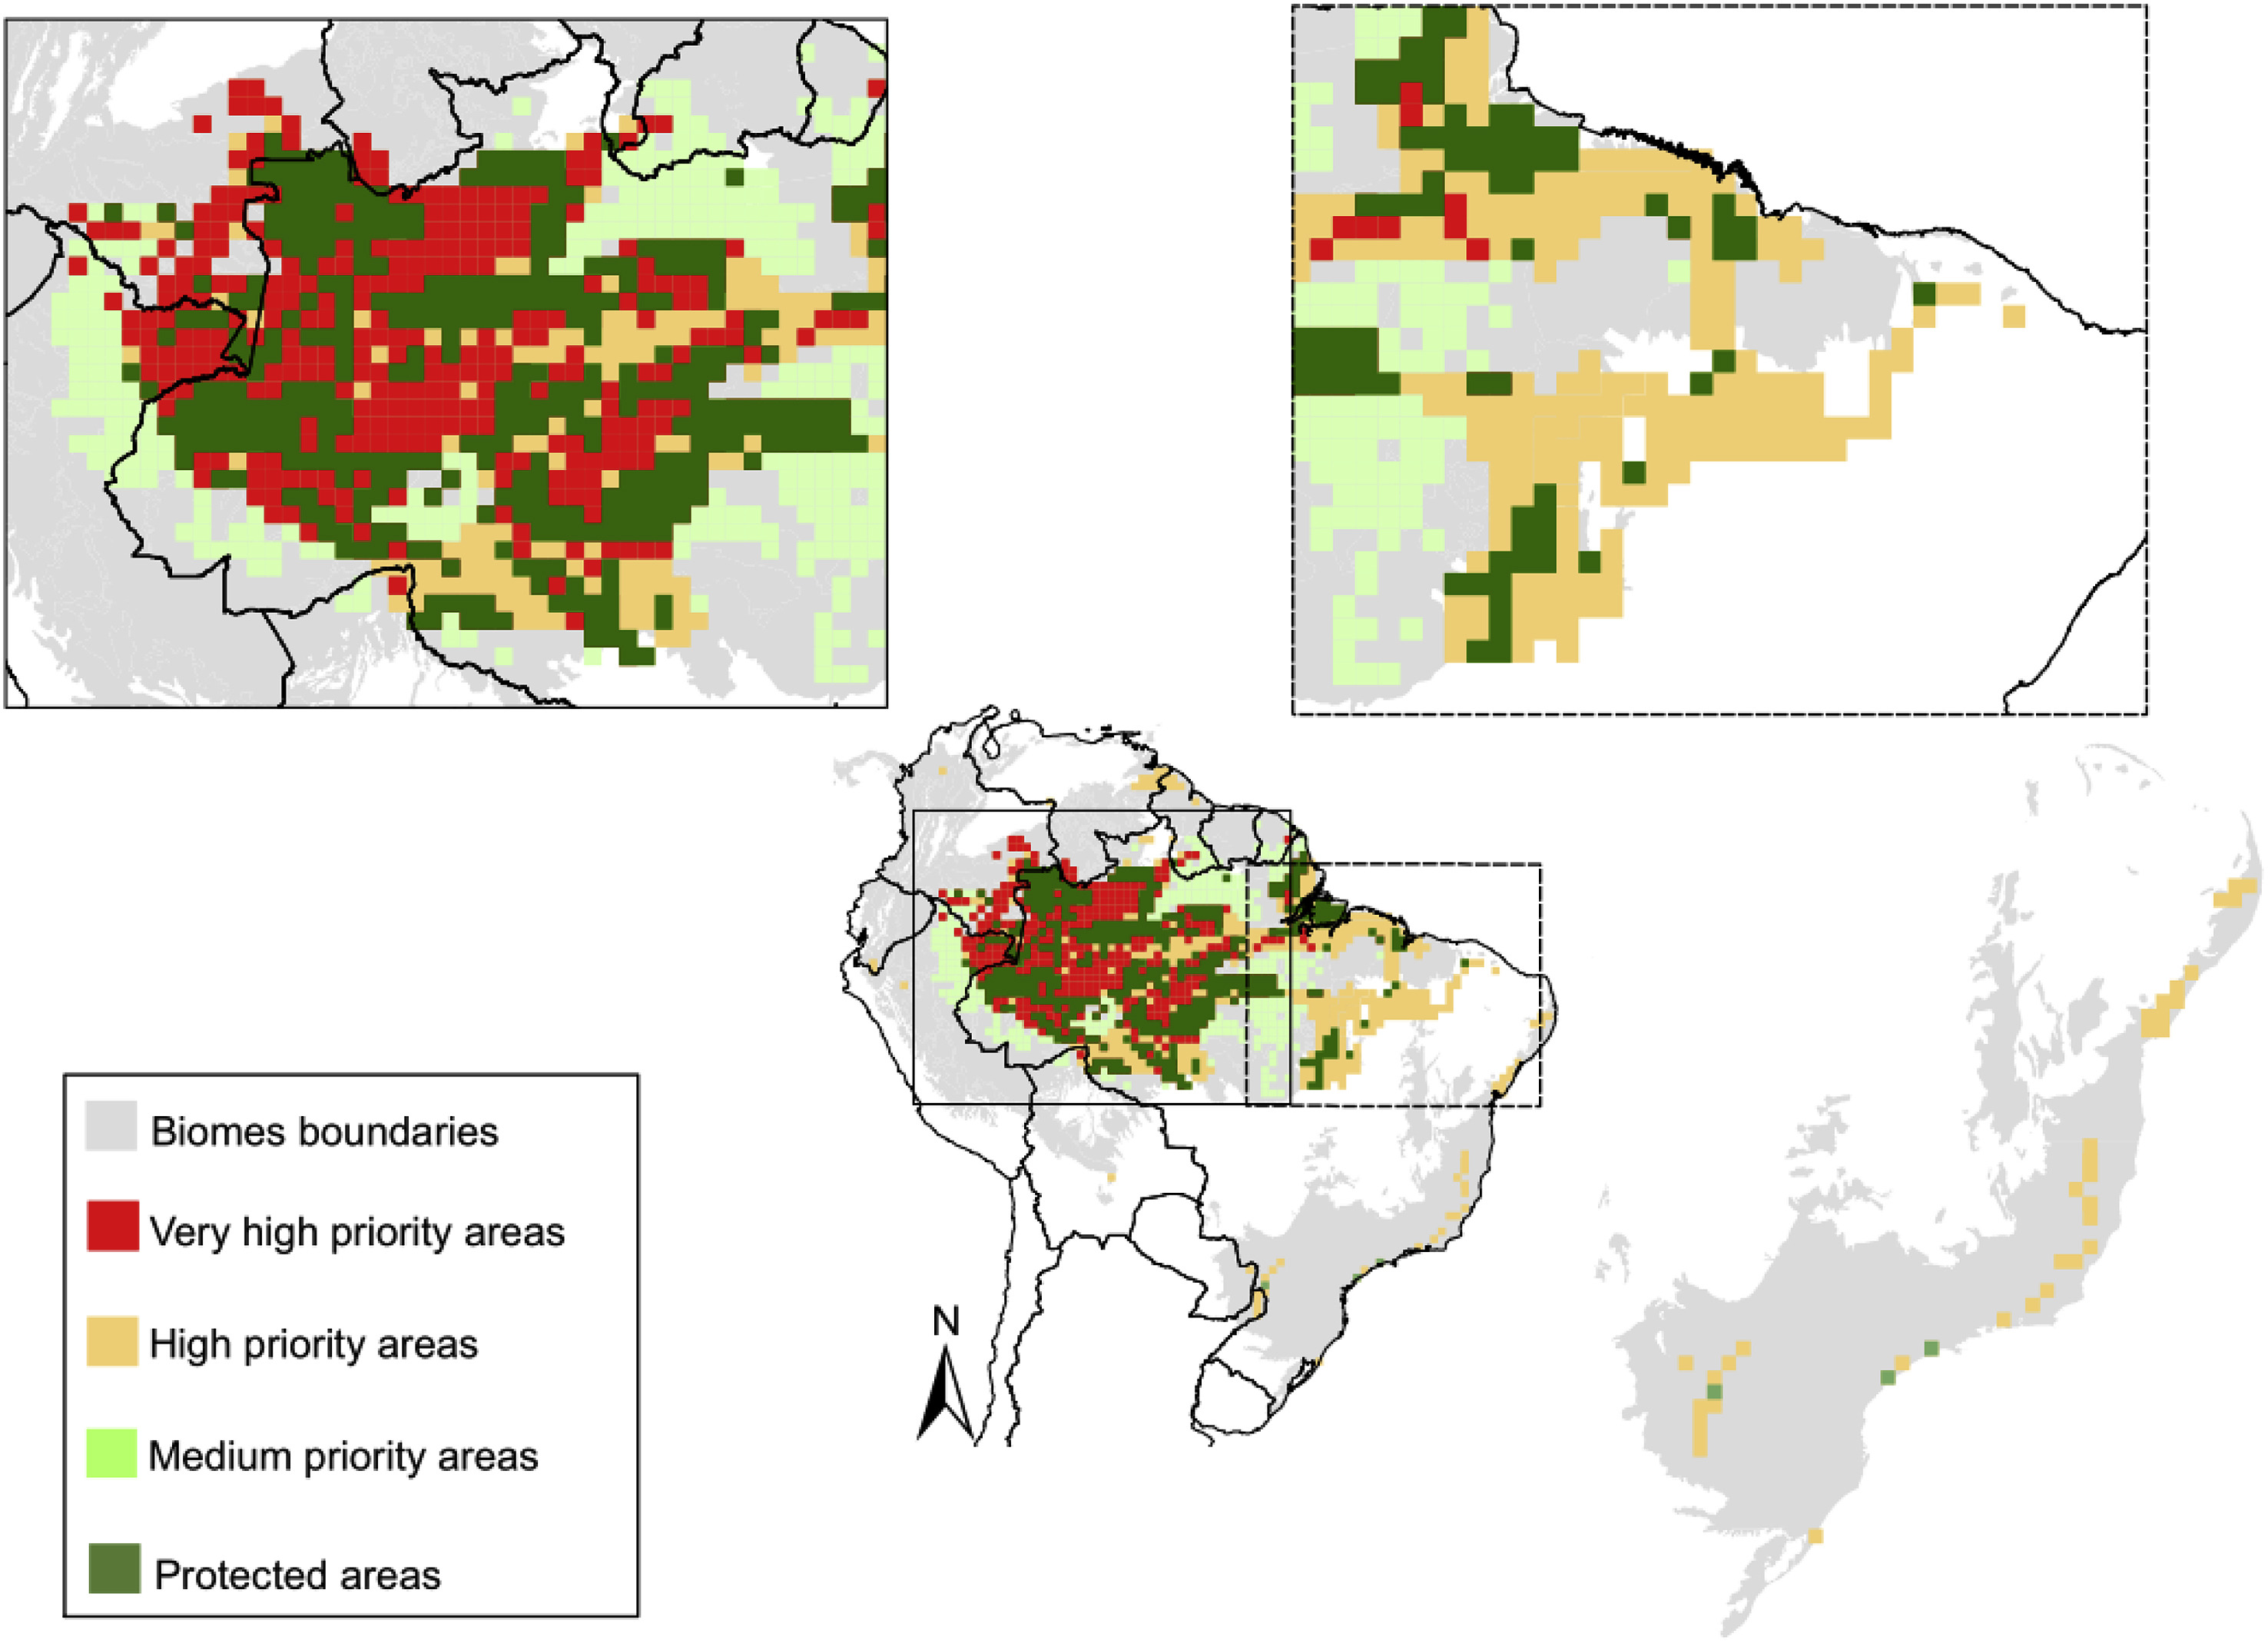 N
Biomes boundaries
Very high priority areas
High priority areas
Medium priority areas
Protected areas